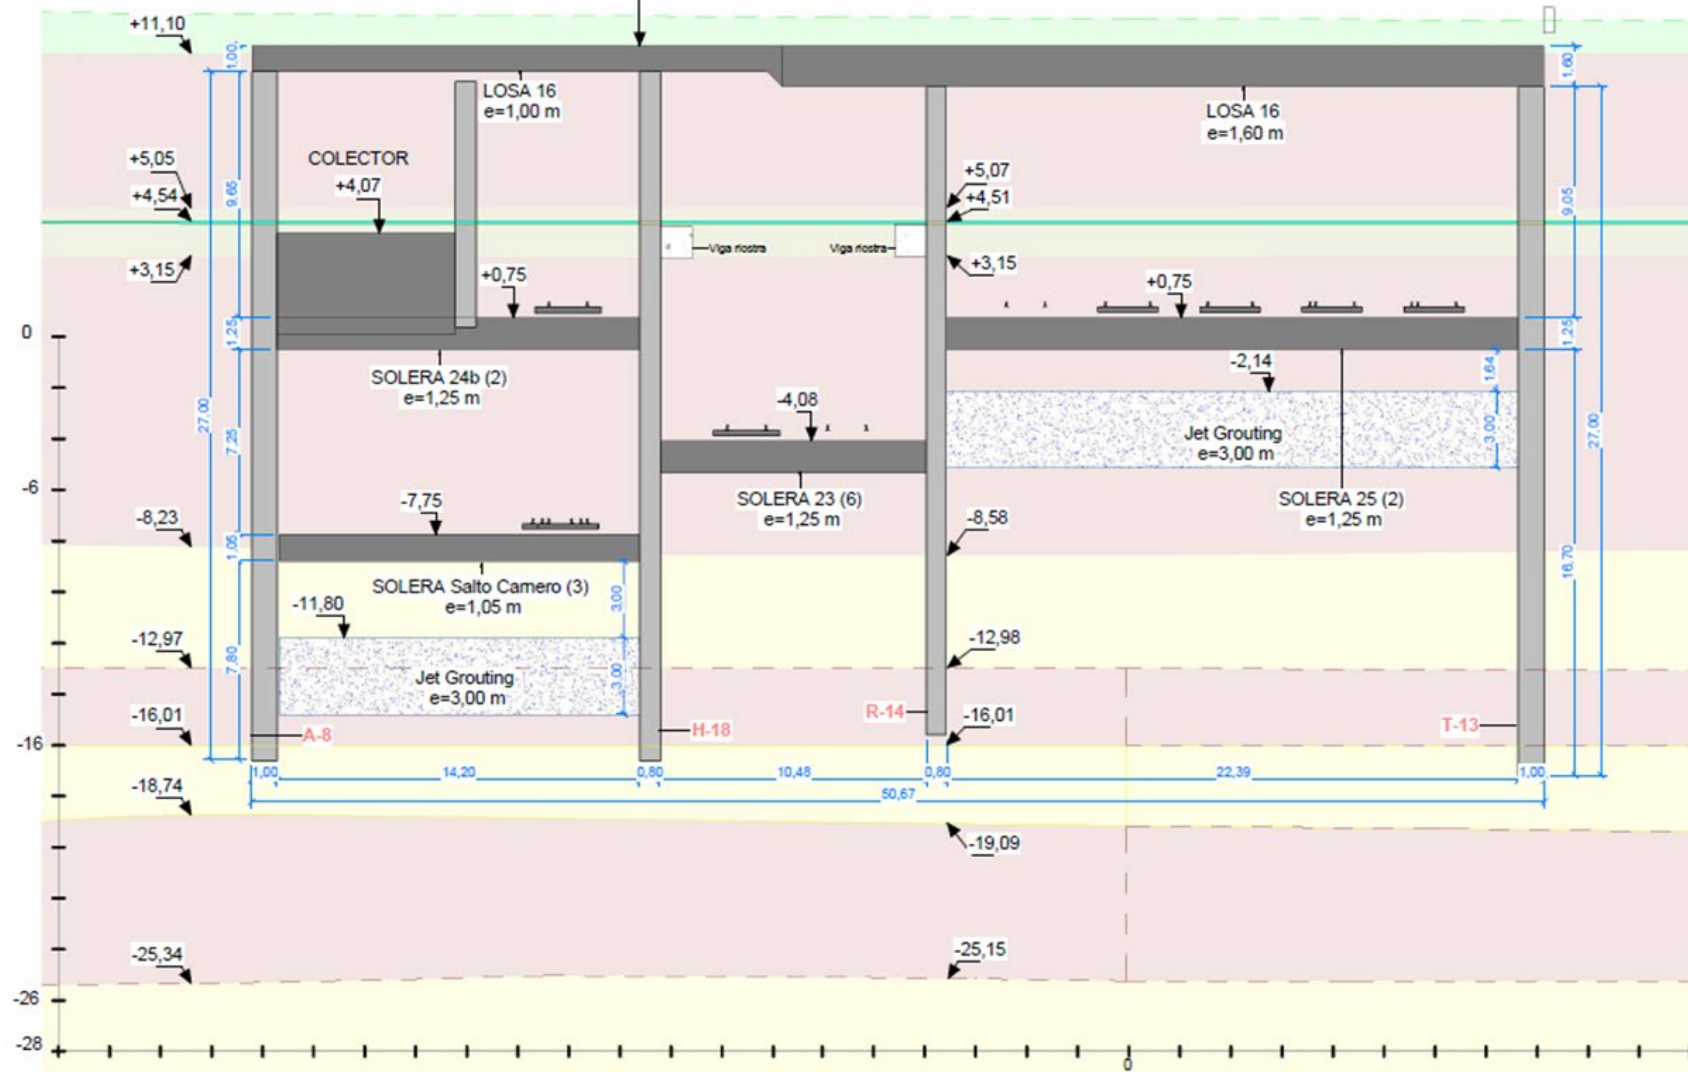 +11,10
1,00
1,60
LOSA 16
e=1,00 m
LOSA 16
e=1,60 m
COLECTOR
+4,07
+5,05
+4,54
9,65
+5,07
+4,51
9,05
Viga riostra
Viga riostra
+3,15
+3,15
+0,75
+0,75
0
1,25
1,25
SOLERA 24b (2)
e=1,25 m
-2,14
1,64
27,00
7,25
-4,08
Jet Grouting
e=3,00 m
3,00
27,00
-6
-7,75
SOLERA 23 (6)
e=1,25 m
SOLERA 25 (2)
e=1,25 m
-8,23
-8,58
1,05
16,70
SOLERA Salto Carnero (3)
e=1,05 m
3,00
-11,80
-12,97
-12,98
7,80
Jet Grouting
e=3,00 m
3,00
-16,01
R-14
-16,01
A-8
H-18
T-13
-16
1,00
14,20
0,80
10,48
0,80
22,39
1,00
-18,74
50,67
-19,09
-25,34
-25,15
-26
-28
0